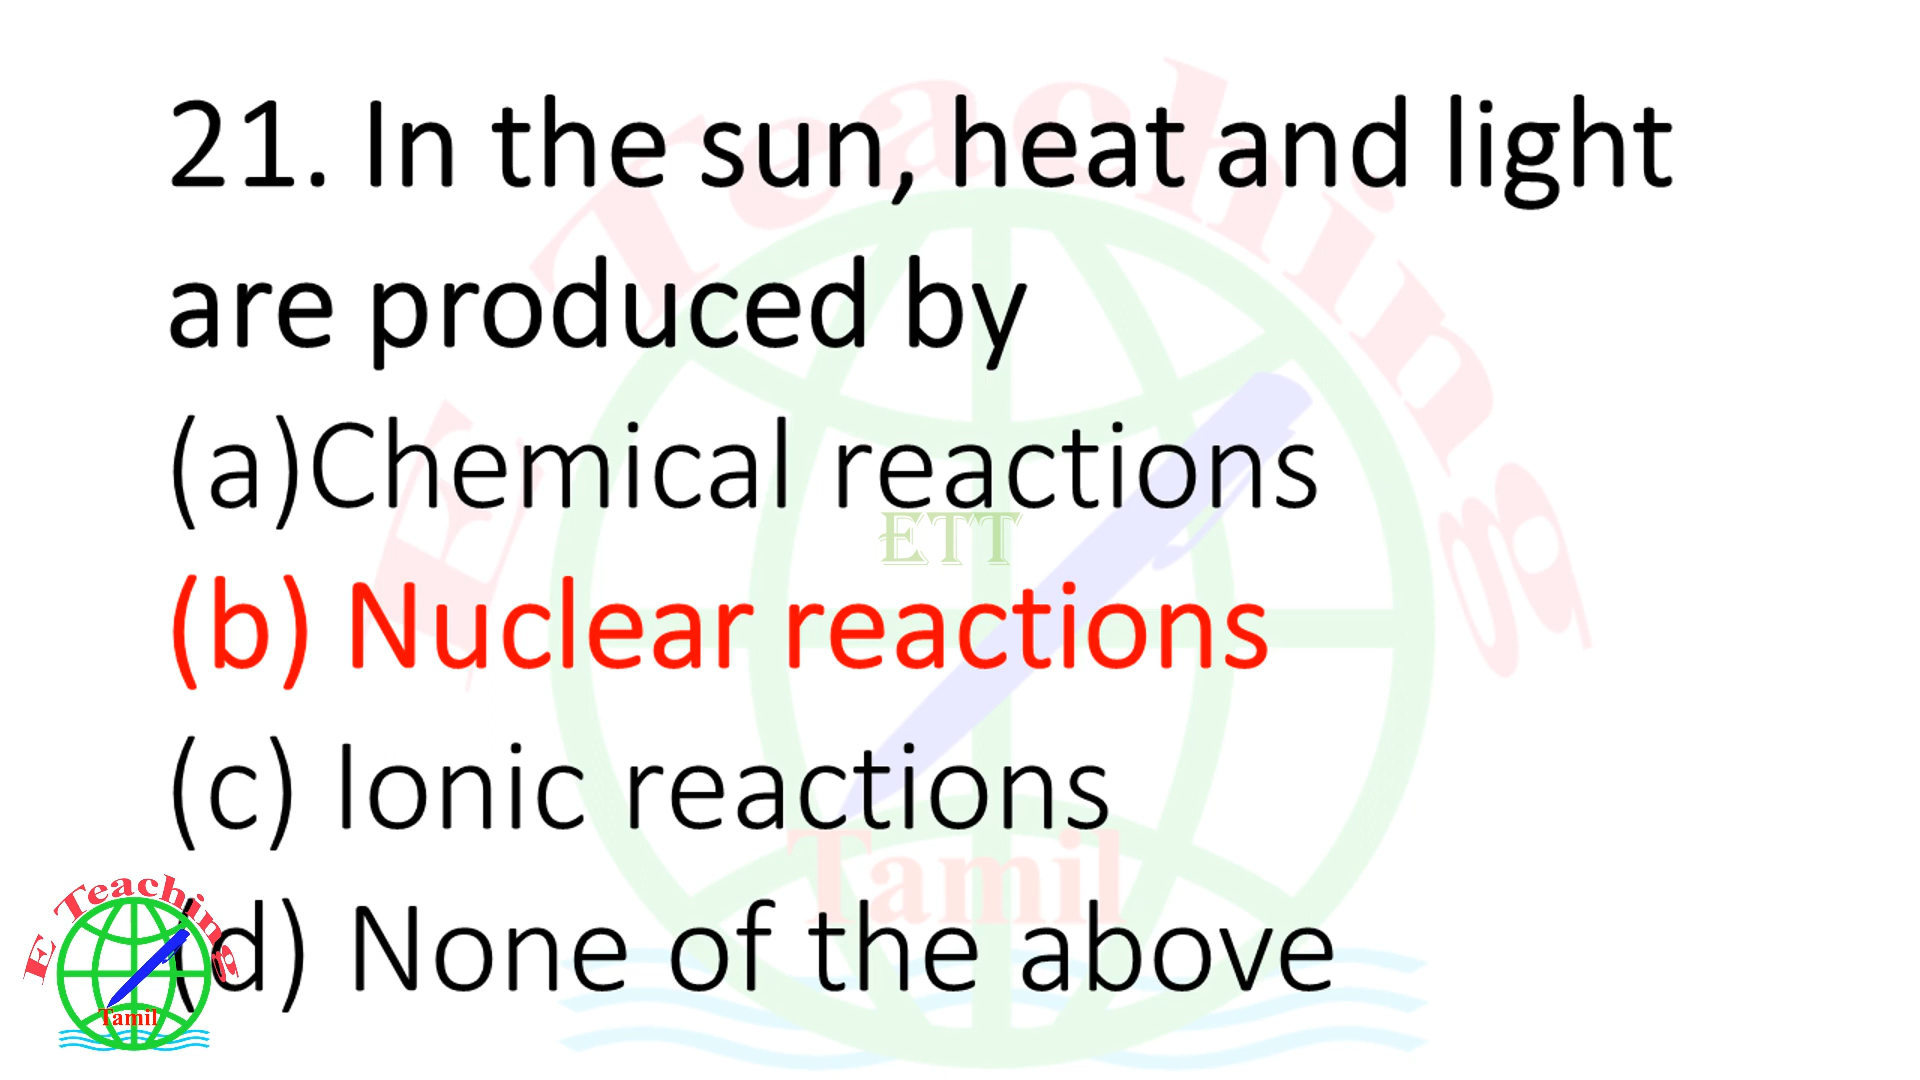 21. In the sun, heat and light
are produced by
(a)Chemical reactions
(b) Nuclear reactions
(c) Ionic reactions
(d) None of the above
E Teaching
Tamil
ETT
E Teaching
Tamil